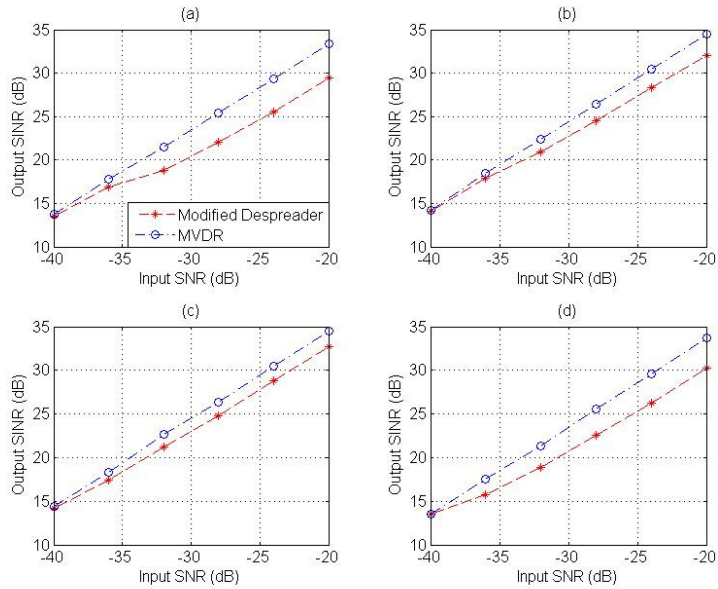 (a)
35
30
25
20
15
10
Output SINR (dB)
-40 -35 -30 -25 -20
Input SNR (dB)
Modified Despreader
MVDR
(b)
35
30
25
20
15
10
Output SINR (dB)
-40 -35 -30 -25 -20
Input SNR (dB)
(c)
35
30
25
20
15
10
Output SINR (dB)
-40 -35 -30 -25 -20
Input SNR (dB)
(d)
35
30
25
20
15
10
Output SINR (dB)
-40 -35 -30 -25 -20
Input SNR (dB)